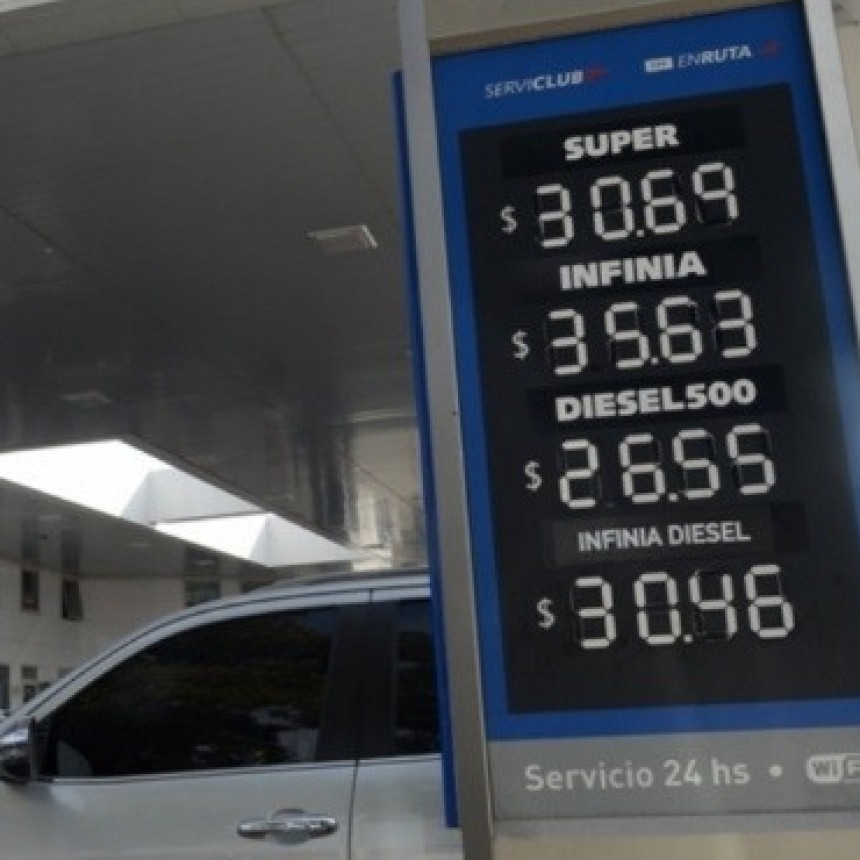 SERVICLUB
ENRUTA
SUPER
$ 30.69
INFINIA
$ 35.63
DIESEL500
$ 26.55
INFINIA DIESEL
$ 30.46
Servicio 24 hs •